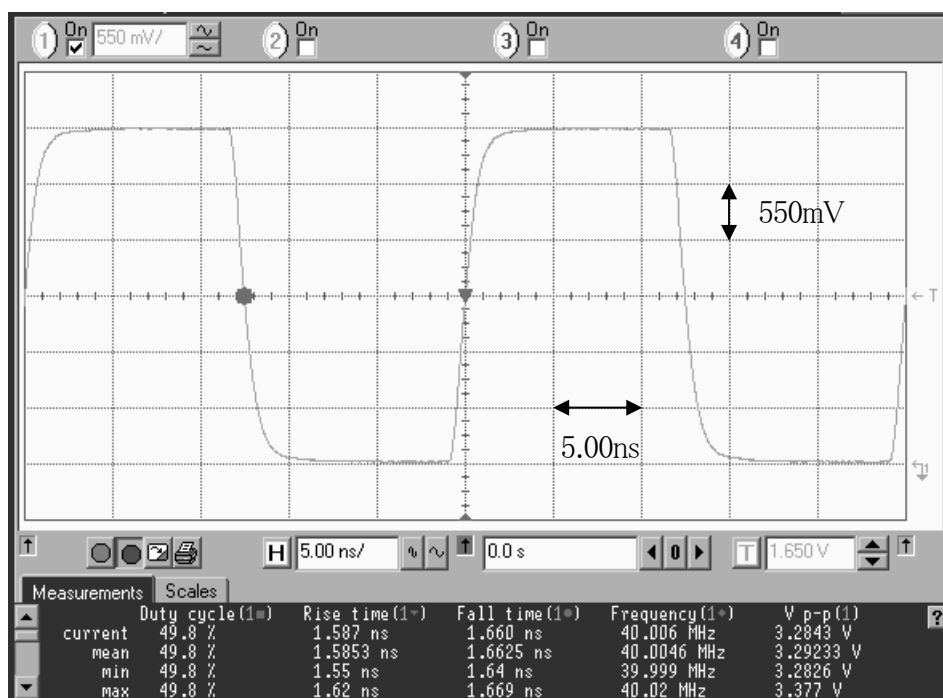 1 On 550 mV/ 2 On 3 On 4 On
550mV
T
5.00ns
1
H 5.00 ns/ 0.0 s 0 T 1.650 V
Measurements Scales
Duty cycle(1) Rise time(1) Fall time(1) Frequency(1) V p-p(1) ?
current 49.8 % 1.587 ns 1.660 ns 40.006 MHz 3.2843 V
mean 49.8 % 1.5853 ns 1.6625 ns 40.0046 MHz 3.29233 V
min 49.8 % 1.55 ns 1.64 ns 39.999 MHz 3.2826 V
max 49.8 % 1.62 ns 1.669 ns 40.02 MHz 3.377 V